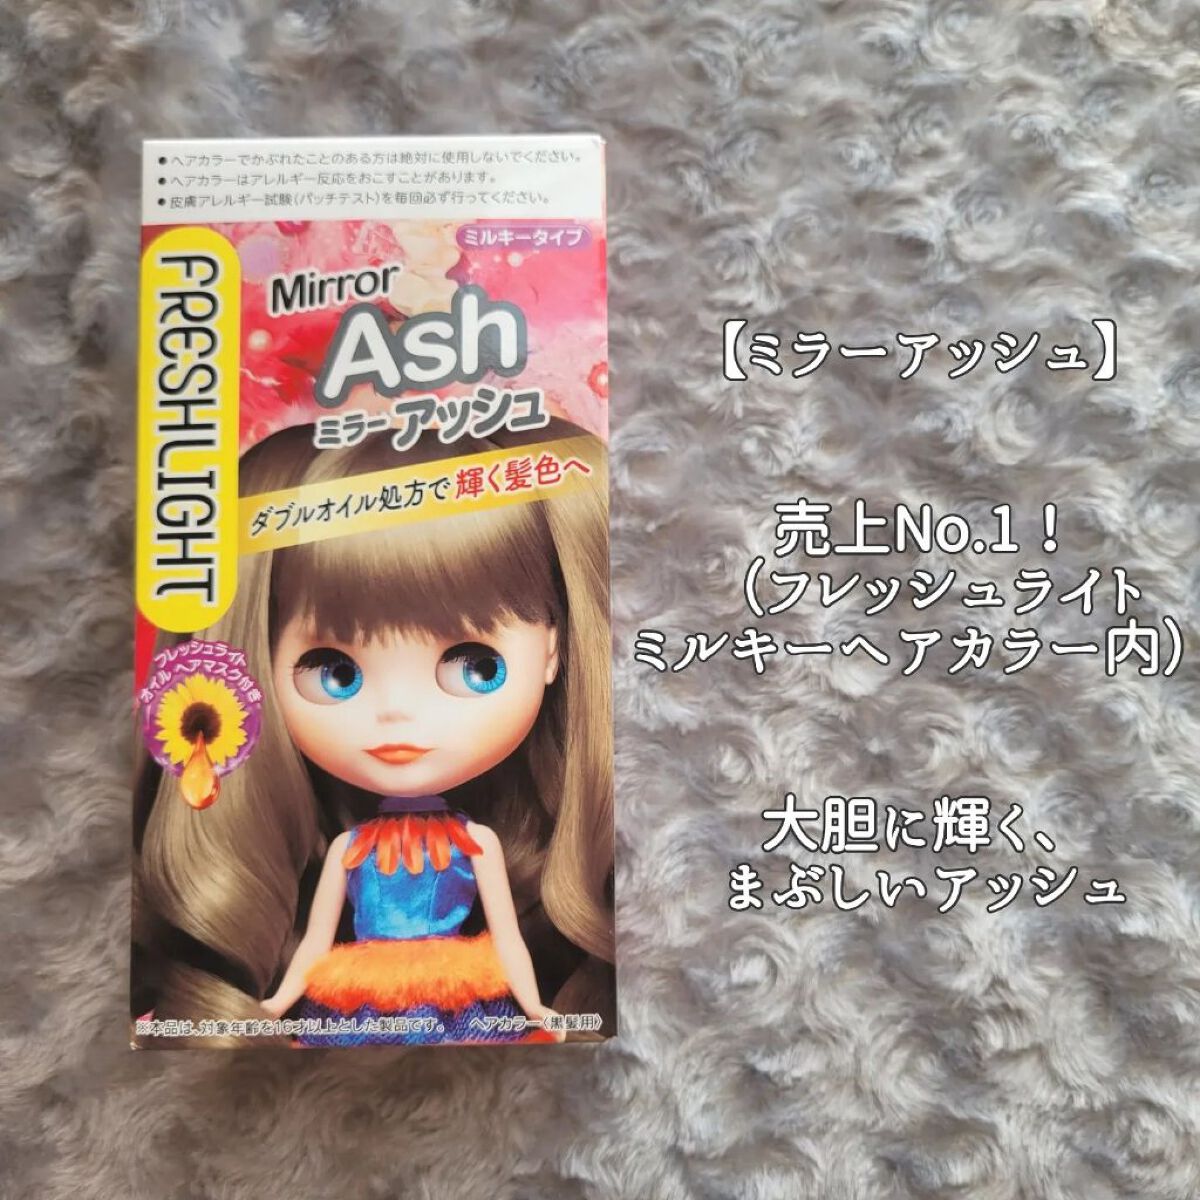 ● ヘアカラーでかぶれたことのある方は絶対に使用しないでください。
● ヘアカラーはアレルギー反応をおこすことがあります。
● 皮膚アレルギー試験(パッチテスト)を毎回必ず行ってください。
ミルキータイプ
FRESHLIGHT
Mirror
Ash
ミラーアッシュ
ダブルオイル処方で輝く髪色へ
フレッシュライト
オイルヘアマスク付き
※本品は、対象年齢を16才以上とした製品です。
ヘアカラー〈黒髪用〉
【ミラーアッシュ】
売上No.1！
（フレッシュライト
ミルキーヘアカラー内）
大胆に輝く、
まぶしいアッシュ